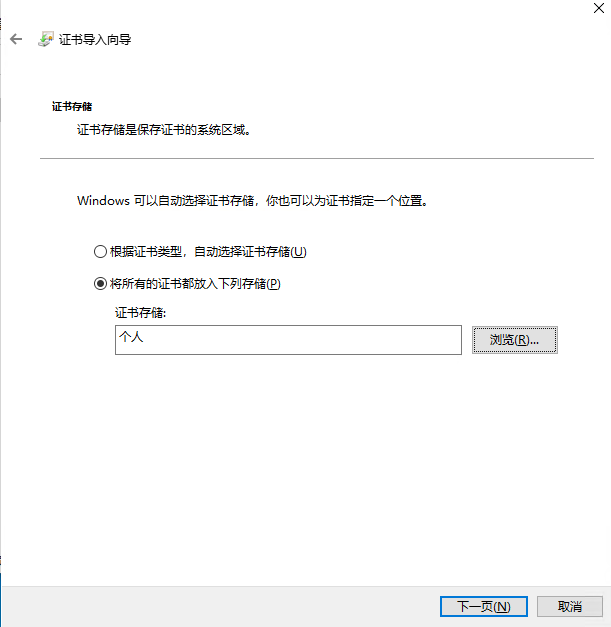 证书导入向导
证书存储
证书存储是保存证书的系统区域。
Windows 可以自动选择证书存储，你也可以为证书指定一个位置。
根据证书类型，自动选择证书存储(U)
将所有的证书都放入下列存储(P)
证书存储:
个人
浏览(R)...
下一页(N)
取消